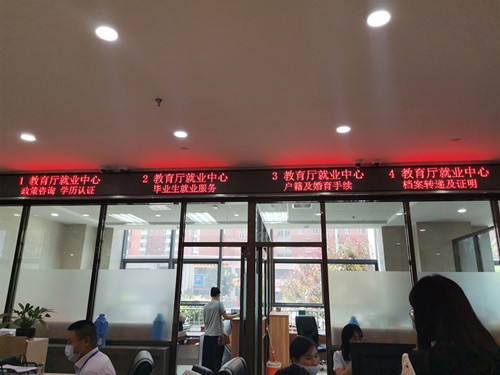 1 教育厅就业中心
政策咨询 学历认证
2 教育厅就业中心
毕业生就业服务
3 教育厅就业中心
户籍及婚育手续
4 教育厅就业中心
档案转递及证明